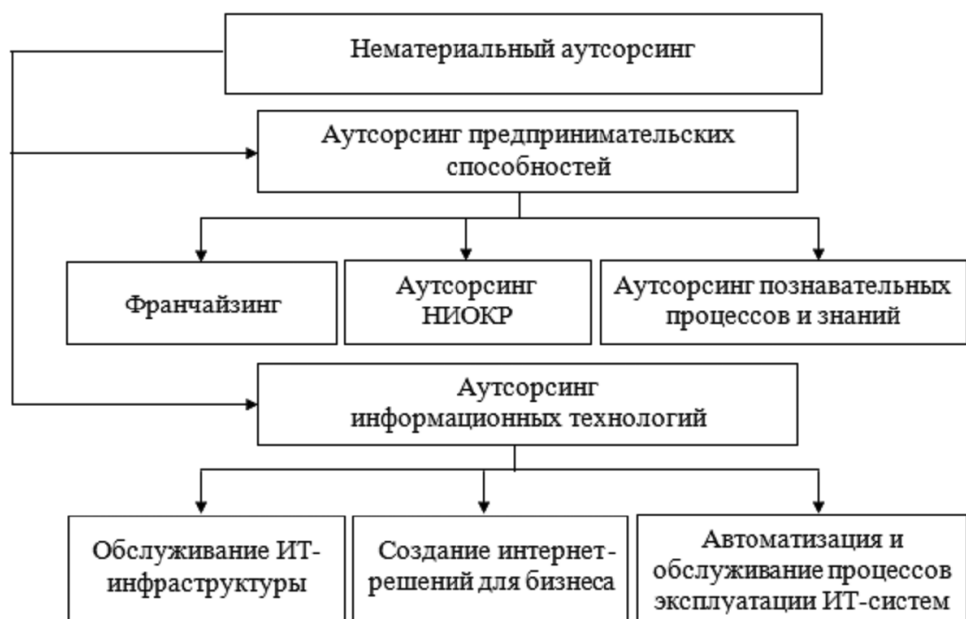 Нематериальный аутсорсинг
Аутсорсинг предпринимательских
способностей
Франчайзинг
Аутсорсинг
НИОКР
Аутсорсинг познавательных
процессов и знаний
Аутсорсинг
информационных технологий
Обслуживание ИТ-
инфраструктуры
Создание интернет-
решений для бизнеса
Автоматизация и
обслуживание процессов
эксплуатации ИТ-систем